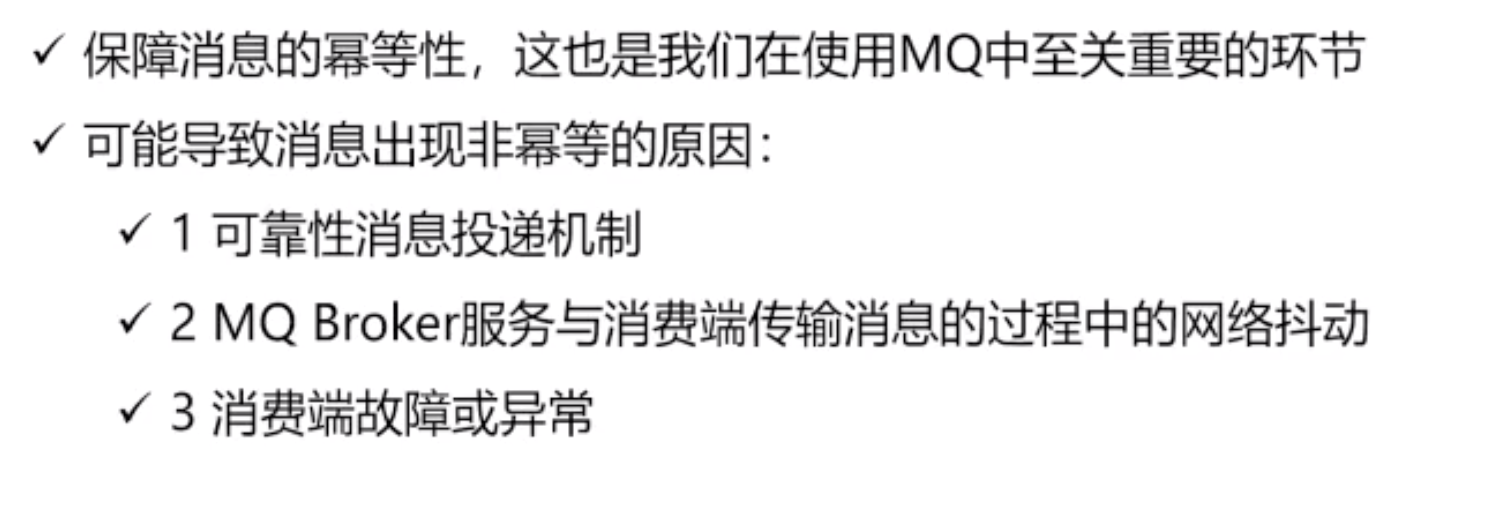 ✓ 保障消息的幂等性，这也是我们在使用MQ中至关重要的环节
✓ 可能导致消息出现非幂等的原因：
✓ 1 可靠性消息投递机制
✓ 2 MQ Broker服务与消费端传输消息的过程中的网络抖动
✓ 3 消费端故障或异常